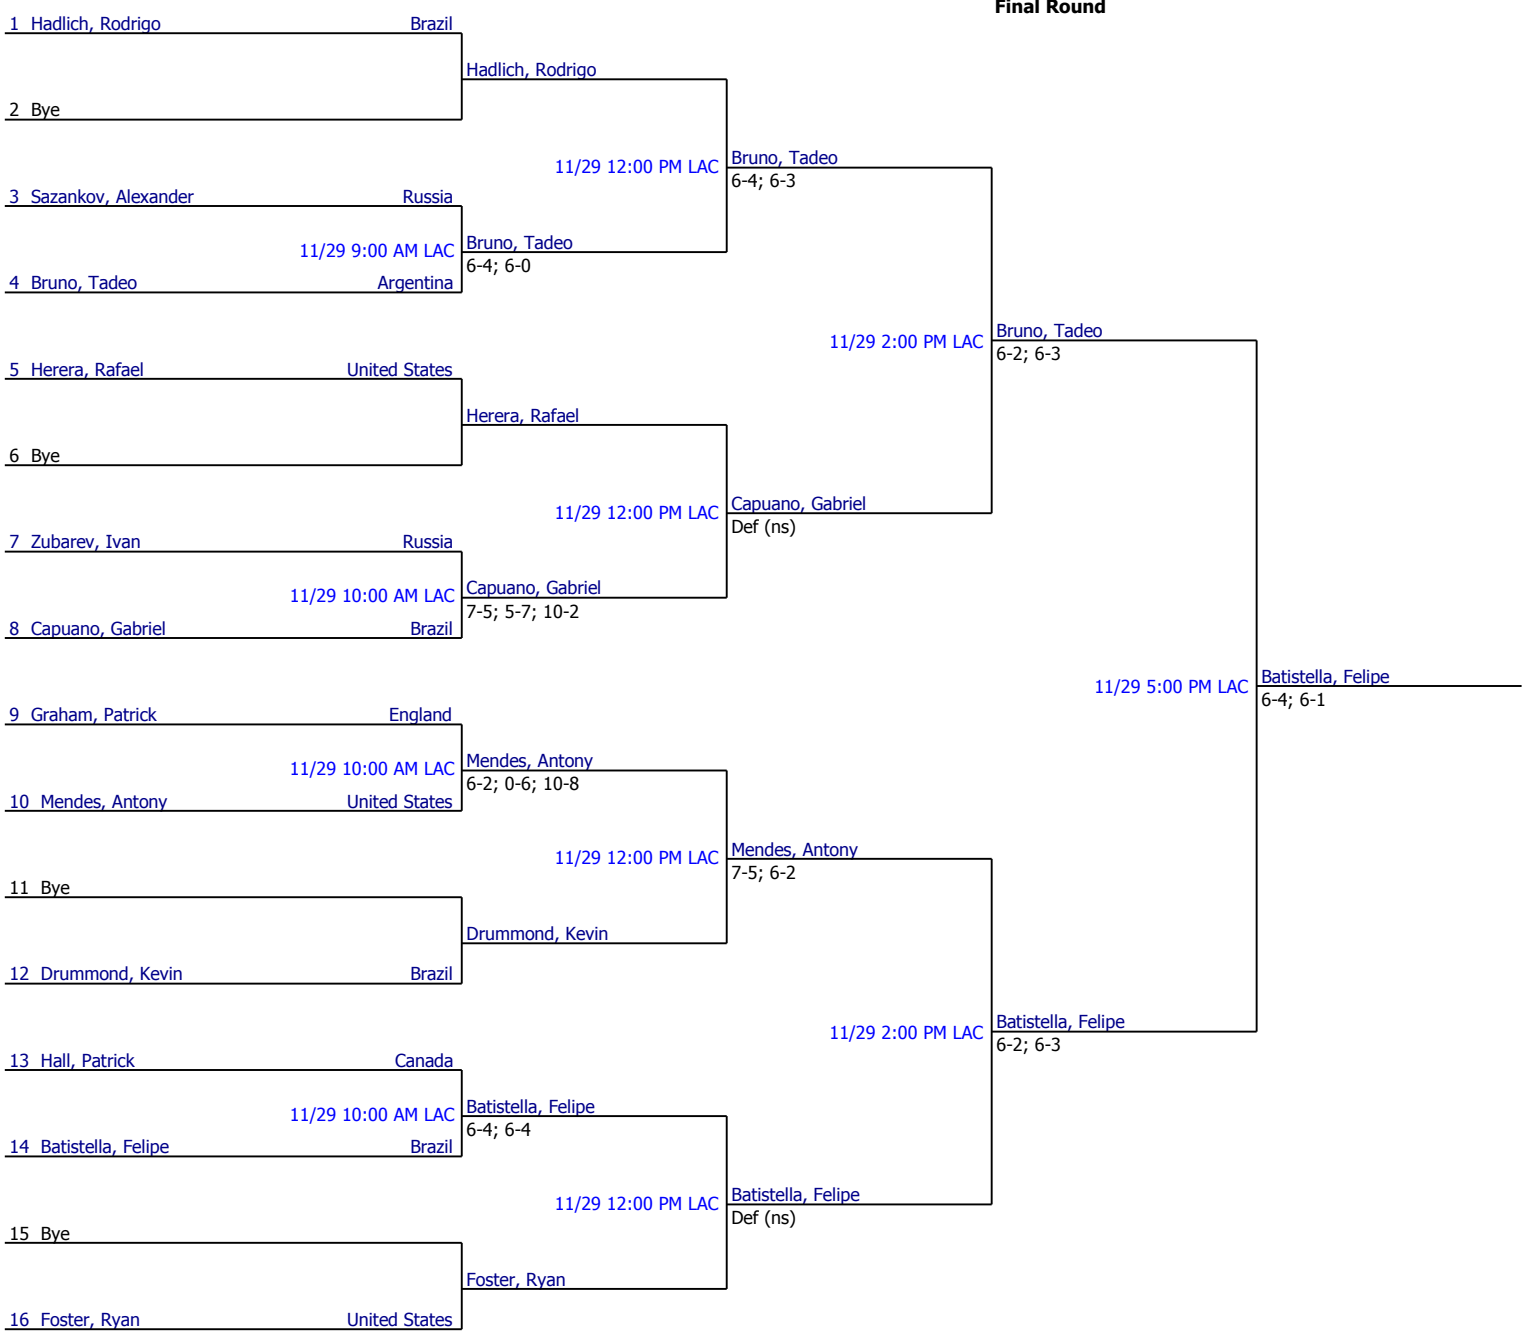 Final Round
1 Hadlich, Rodrigo Brazil
Hadlich, Rodrigo
2 Bye
11/29 12:00 PM LAC Bruno, Tadeo
6-4; 6-3
3 Sazankov, Alexander Russia
11/29 9:00 AM LAC Bruno, Tadeo
6-4; 6-0
4 Bruno, Tadeo Argentina
11/29 2:00 PM LAC Bruno, Tadeo
6-2; 6-3
5 Herera, Rafael United States
Herera, Rafael
6 Bye
11/29 12:00 PM LAC Capuano, Gabriel
Def (ns)
7 Zubarev, Ivan Russia
11/29 10:00 AM LAC Capuano, Gabriel
7-5; 5-7; 10-2
8 Capuano, Gabriel Brazil
11/29 5:00 PM LAC Batistella, Felipe
6-4; 6-1
9 Graham, Patrick England
11/29 10:00 AM LAC Mendes, Antony
6-2; 0-6; 10-8
10 Mendes, Antony United States
11/29 12:00 PM LAC Mendes, Antony
7-5; 6-2
11 Bye
Drummond, Kevin
12 Drummond, Kevin Brazil
11/29 2:00 PM LAC Batistella, Felipe
6-2; 6-3
13 Hall, Patrick Canada
11/29 10:00 AM LAC Batistella, Felipe
6-4; 6-4
14 Batistella, Felipe Brazil
11/29 12:00 PM LAC Batistella, Felipe
Def (ns)
15 Bye
Foster, Ryan
16 Foster, Ryan United States